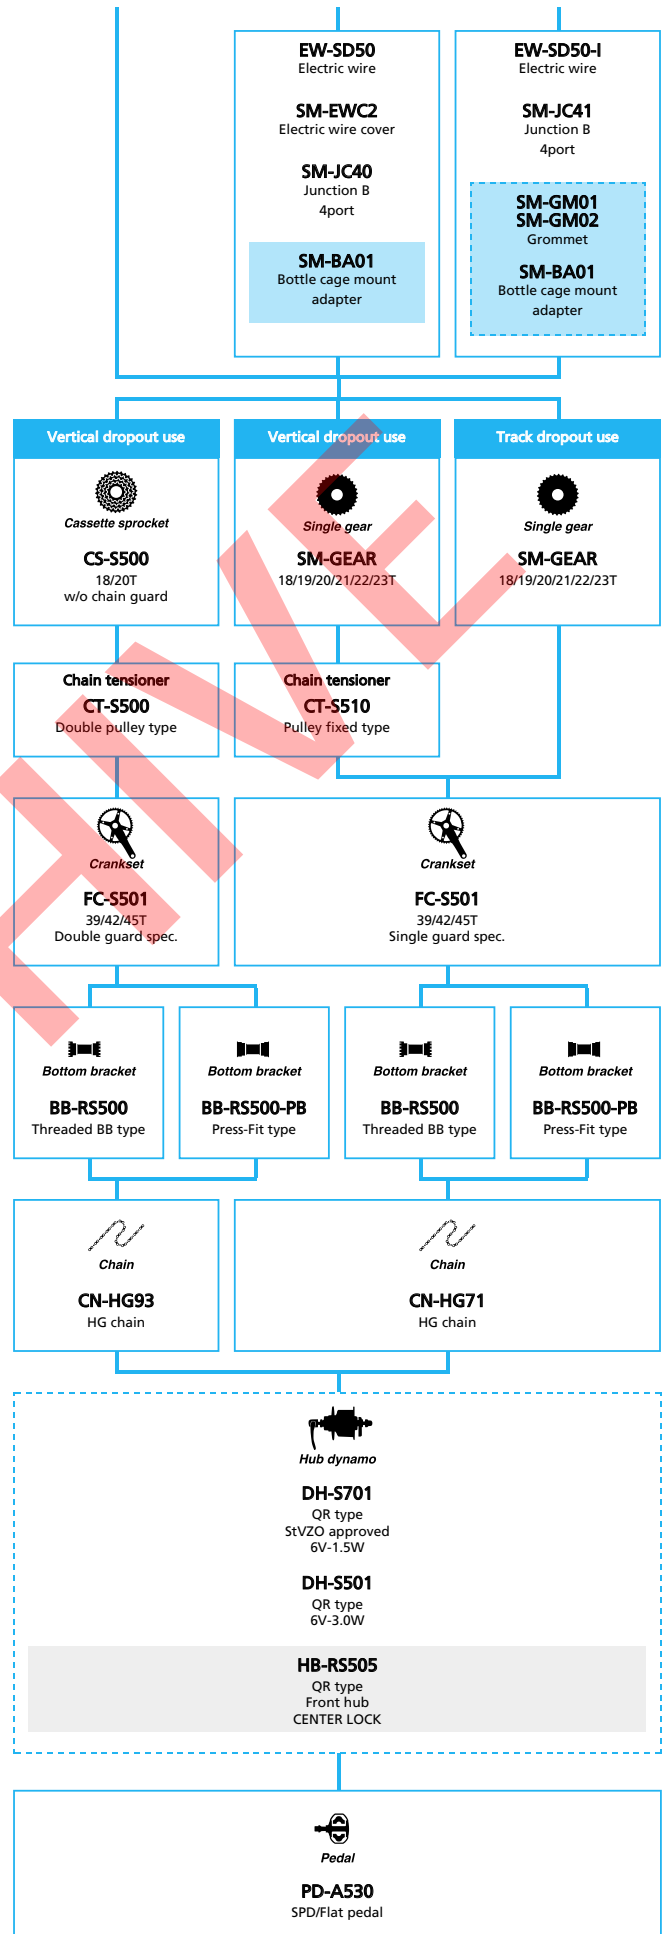 EW-SD50
Electric wire
SM-EWC2
Electric wire cover
SM-JC40
Junction B
4port
SM-BA01
Bottle cage mount
adapter
EW-SD50-I
Electric wire
SM-JC41
Junction B
4port
SM-GM01
SM-GM02
Grommet
SM-BA01
Bottle cage mount
adapter
Vertical dropout use
Cassette sprocket
CS-S500
18/20T
w/o chain guard
Vertical dropout use
Single gear
SM-GEAR
18/19/20/21/22/23T
Track dropout use
Single gear
SM-GEAR
18/19/20/21/22/23T
Chain tensioner
CT-S500
Double pulley type
Chain tensioner
CT-S510
Pulley fixed type
Crankset
FC-S501
39/42/45T
Double guard spec.
Crankset
FC-S501
39/42/45T
Single guard spec.
Bottom bracket
BB-RS500
Threaded BB type
Bottom bracket
BB-RS500-PB
Press-Fit type
Bottom bracket
BB-RS500
Threaded BB type
Bottom bracket
BB-RS500-PB
Press-Fit type
Chain
CN-HG93
HG chain
Chain
CN-HG71
HG chain
Hub dynamo
DH-S701
QR type
StVZO approved
6V-1.5W
DH-S501
QR type
6V-3.0W
HB-RS505
QR type
Front hub
CENTER LOCK
Pedal
PD-A530
SPD/Flat pedal
HIVE